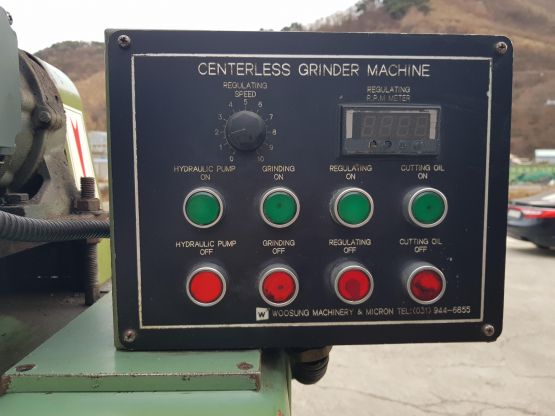 CENTERLESS GRINDER MACHINE
REGULATING
SPEED
0 1 2 3 4 5 6 7 8 9 10
REGULATING
R.P.M METER
HYDRAULIC PUMP
ON
GRINDING
ON
REGULATING
ON
CUTTING OIL
ON
HYDRAULIC PUMP
OFF
GRINDING
OFF
REGULATING
OFF
CUTTING OIL
OFF
W WOOSUNG MACHINERY & MICRON TEL:(031) 944-6855